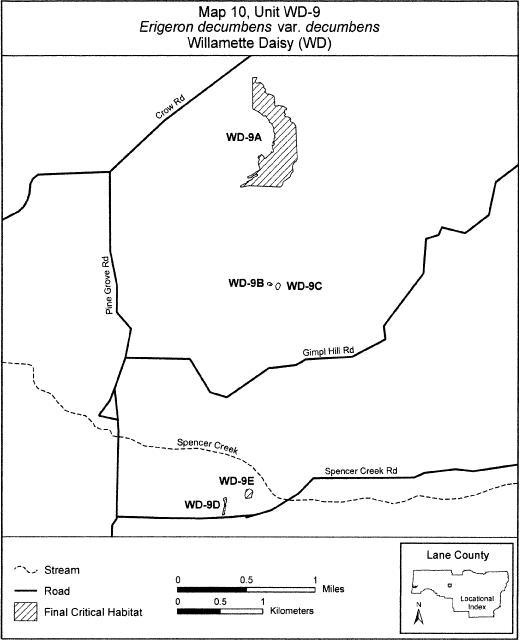 Map 10, Unit WD-9
Erigeron decumbens var. decumbens
Willamette Daisy (WD)
Crow Rd
WD-9A
Pine Grove Rd
WD-9B
WD-9C
Gimpl Hill Rd
Spencer Creek
Spencer Creek Rd
WD-9E
WD-9D
Stream
Road
Final Critical Habitat
0 0.5 1
Miles
0 0.5 1
Kilometers
Lane County
Locational
Index
N